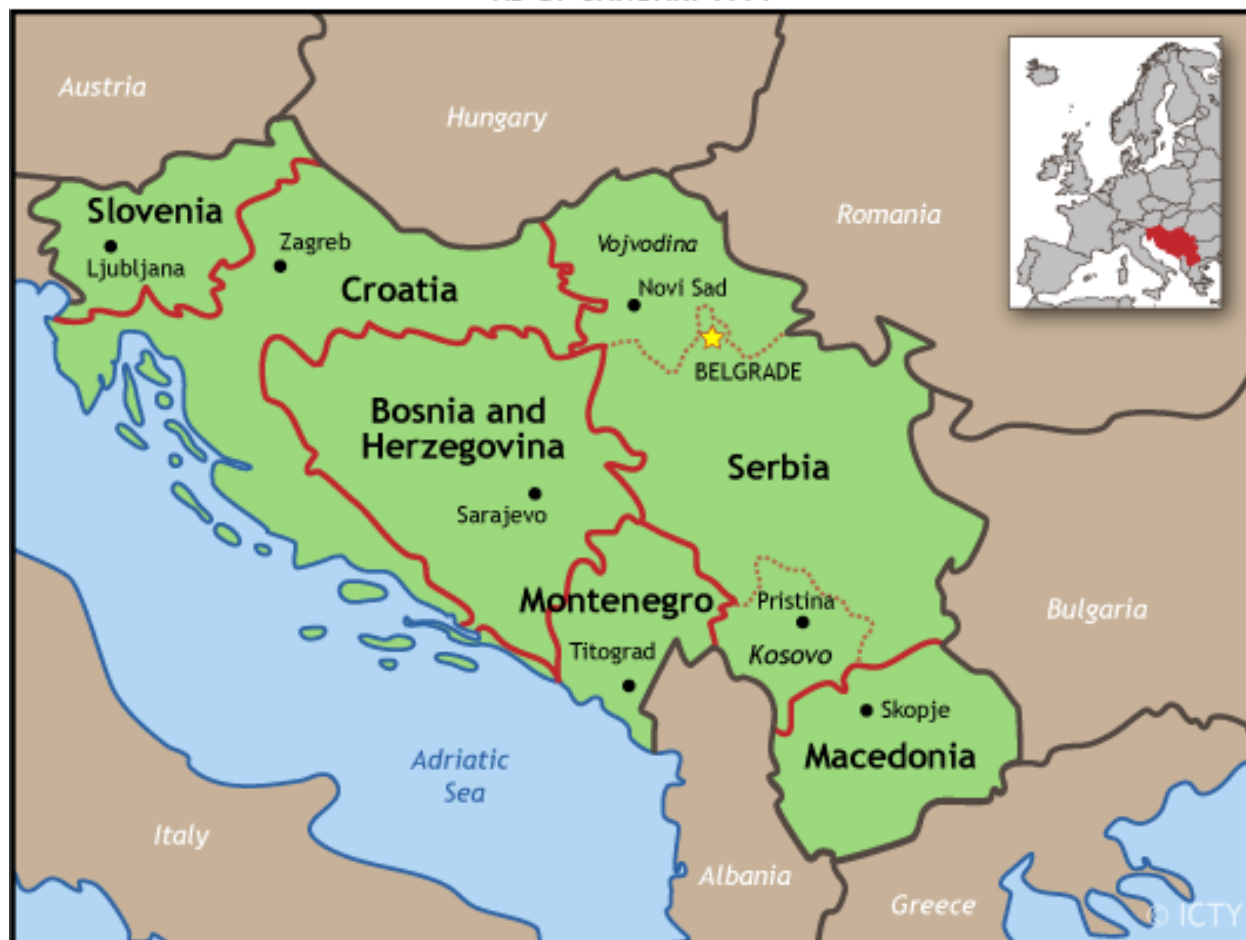 Austria
Hungary
Romania
Slovenia
Ljubljana
Zagreb
Croatia
Vojvodina
Novi Sad
BELGRADE
Bosnia and
Herzegovina
Sarajevo
Serbia
Montenegro
Titograd
Pristina
Kosovo
Bulgaria
Skopje
Macedonia
Adriatic
Sea
Italy
Albania
Greece
© ICTY